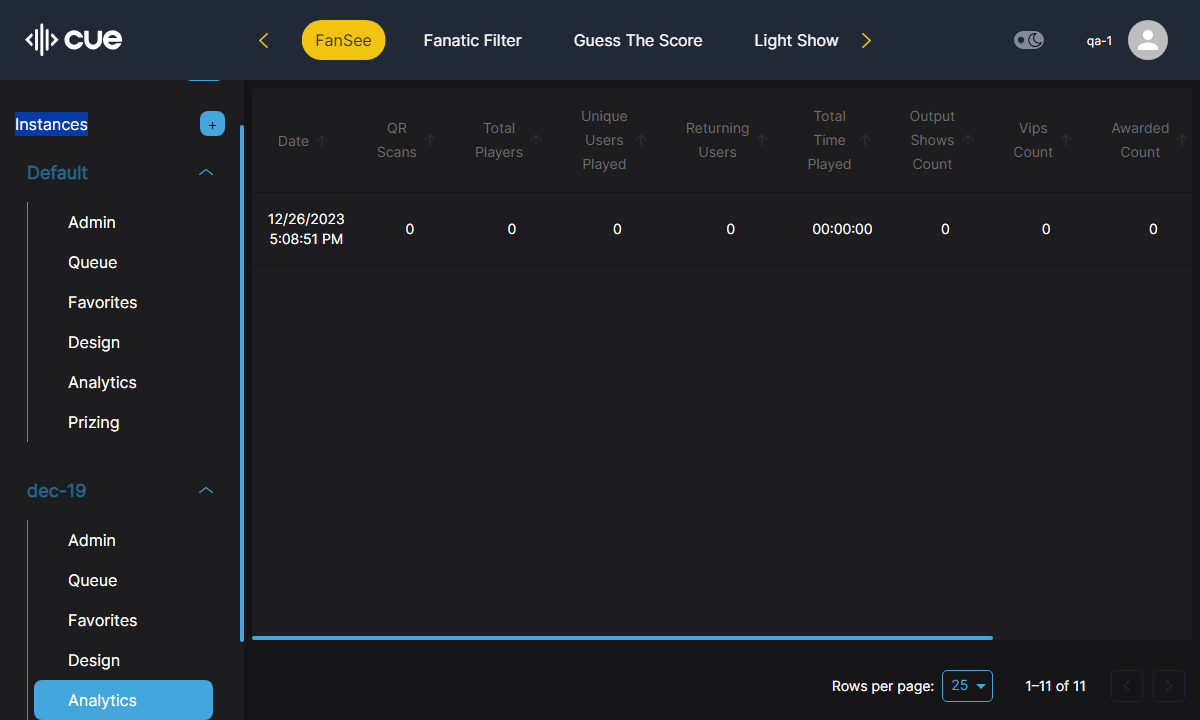 cue
FanSee
Fanatic Filter
Guess The Score
Light Show
qa-1
Instances
+
Default
Admin
Queue
Favorites
Design
Analytics
Prizing
dec-19
Admin
Queue
Favorites
Design
Analytics
Date
QR
Scans
Total
Players
Unique
Users
Played
Returning
Users
Total
Time
Played
Output
Shows
Count
Vips
Count
Awarded
Count
12/26/2023
5:08:51 PM
0
0
0
0
00:00:00
0
0
0
Rows per page:
25
1–11 of 11